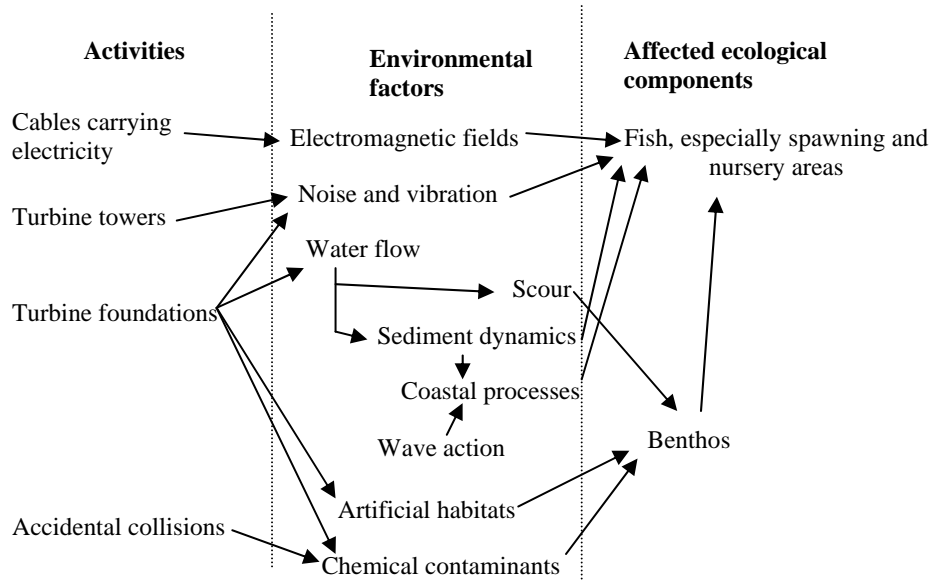 Activities
Environmental
factors
Affected ecological
components
Cables carrying
electricity
Electromagnetic fields
Fish, especially spawning and
nursery areas
Noise and vibration
Turbine towers
Water flow
Scour
Turbine foundations
Sediment dynamics
Coastal processes
Wave action
Benthos
Artificial habitats
Accidental collisions
Chemical contaminants